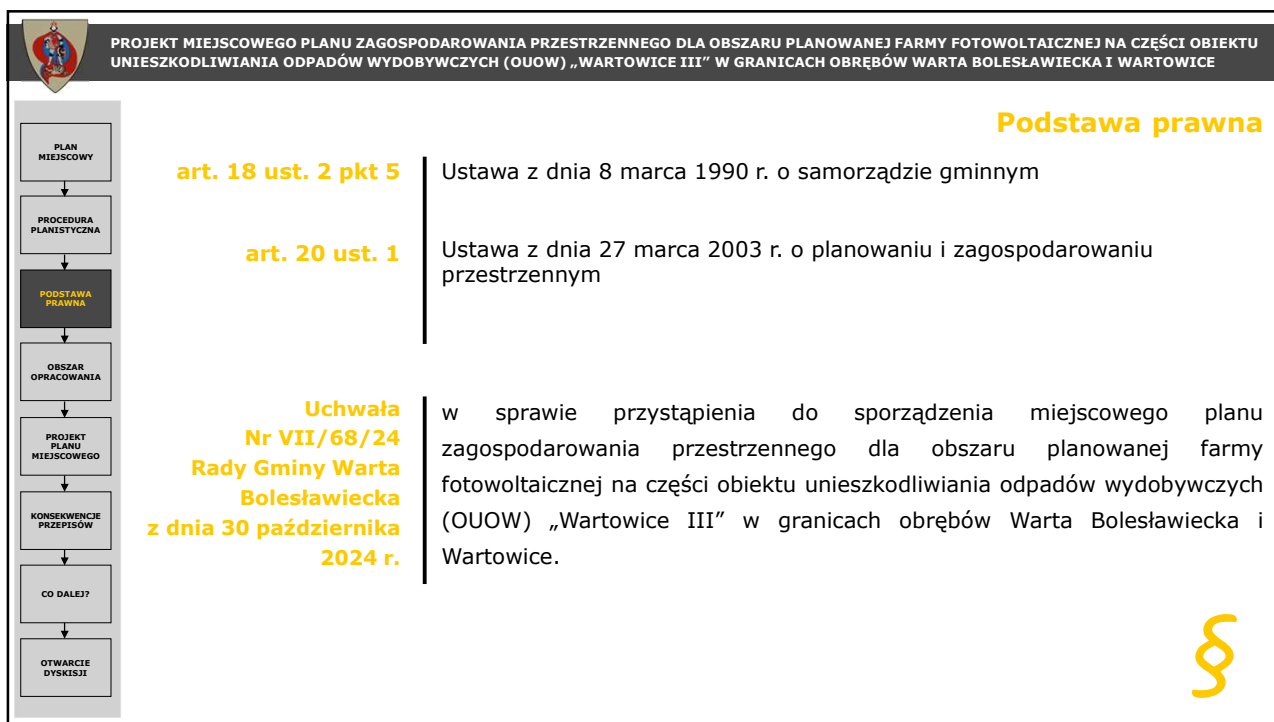 PROJEKT MIEJSCOWEGO PLANU ZAGOSPODAROWANIA PRZESTRZENNEGO DLA OBSZARU PLANOWANEJ FARMY FOTOWOLTAICZNEJ NA CZĘŚCI OBIEKTU
UNIESZKODLIWIANIA ODPADÓW WYDOBYWCZYCH (OUOW) „WARTOWICE III” W GRANICACH OBRĘBÓW WARTA BOLESŁAWIECKA I WARTOWICE
PLAN
MIEJSCOWY
PROCEDURA
PLANISTYCZNA
PODSTAWA
PRAWNA
OBSZAR
OPRACOWANIA
PROJEKT
PLANU
MIEJSCOWEGO
KONSEKWENCJE
PRZEPISÓW
CO DALEJ?
OTWARCIE
DYSKISJI
Podstawa prawna
art. 18 ust. 2 pkt 5
Ustawa z dnia 8 marca 1990 r. o samorządzie gminnym
art. 20 ust. 1
Ustawa z dnia 27 marca 2003 r. o planowaniu i zagospodarowaniu
przestrzennym
Uchwała
Nr VII/68/24
Rady Gminy Warta
Bolesławiecka
z dnia 30 października
2024 r.
w sprawie przystąpienia do sporządzenia miejscowego planu
zagospodarowania przestrzennego dla obszaru planowanej farmy
fotowoltaicznej na części obiektu unieszkodliwiania odpadów wydobywczych
(OUOW) „Wartowice III” w granicach obrębów Warta Bolesławiecka i
Wartowice.
§